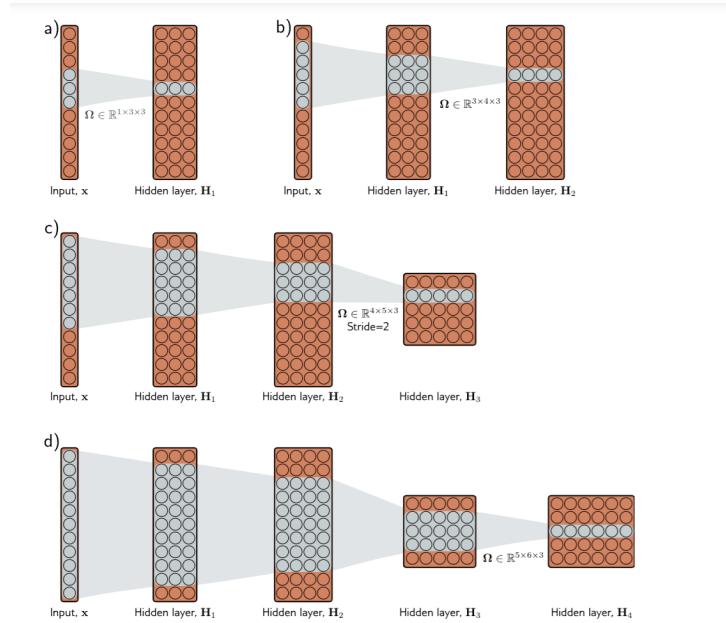 a)
Ω ∈ ℝ^{1×3×3}
Input, x
Hidden layer, H₁
b)
Ω ∈ ℝ^{3×4×3}
Input, x
Hidden layer, H₁
Hidden layer, H₂
c)
Ω ∈ ℝ^{4×5×3}
Stride=2
Input, x
Hidden layer, H₁
Hidden layer, H₂
Hidden layer, H₃
d)
Ω ∈ ℝ^{5×6×3}
Input, x
Hidden layer, H₁
Hidden layer, H₂
Hidden layer, H₃
Hidden layer, H₄